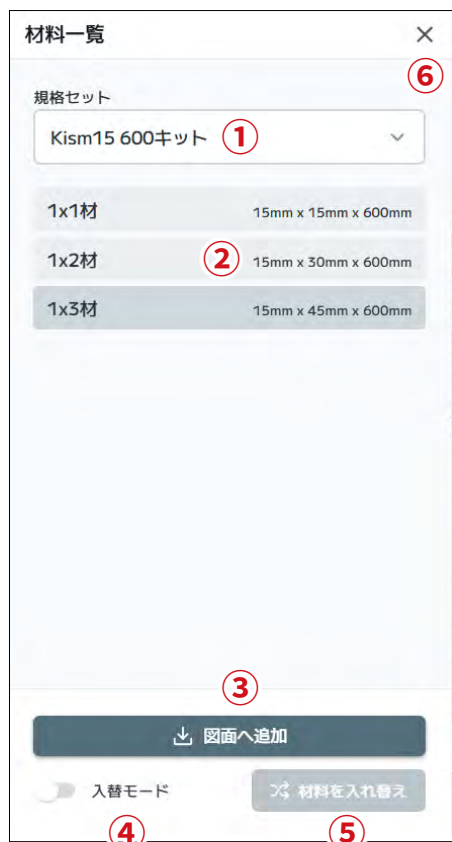 材料一覧
⑥
規格セット
Kism15 600キット ①
1x1材 15mm x 15mm x 600mm
1x2材 ② 15mm x 30mm x 600mm
1x3材 15mm x 45mm x 600mm
③
図面へ追加
入替モード 材料を入れ替え
④ ⑤